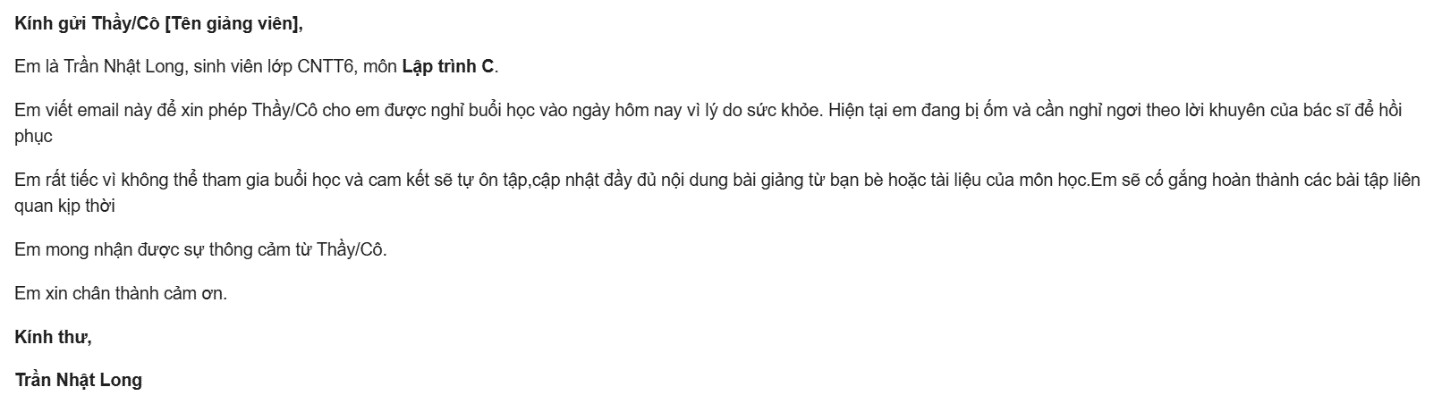 Kính gửi Thầy/Cô [Tên giảng viên],
Em là Trần Nhật Long, sinh viên lớp CNTT6, môn Lập trình C.
Em viết email này để xin phép Thầy/Cô cho em được nghỉ buổi học vào ngày hôm nay vì lý do sức khỏe. Hiện tại em đang bị ốm và cần nghỉ ngơi theo lời khuyên của bác sĩ để hồi
phục
Em rất tiếc vì không thể tham gia buổi học và cam kết sẽ tự ôn tập,cập nhật đầy đủ nội dung bài giảng từ bạn bè hoặc tài liệu của môn học.Em sẽ cố gắng hoàn thành các bài tập liên
quan kịp thời
Em mong nhận được sự thông cảm từ Thầy/Cô.
Em xin chân thành cảm ơn.
Kính thư,
Trần Nhật Long